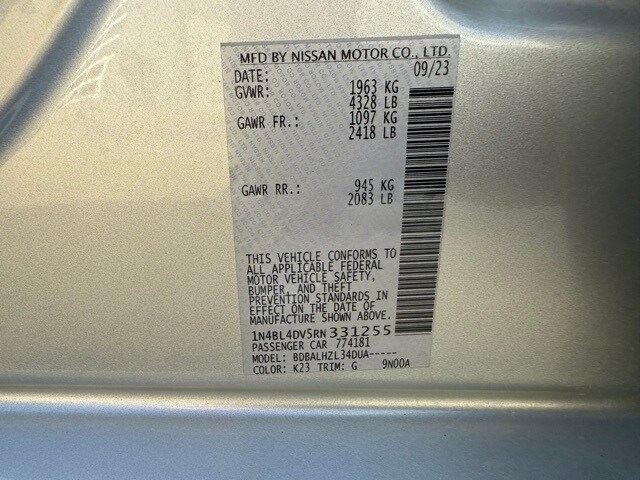 MFD BY NISSAN MOTOR CO., LTD.
DATE: 09/23
GVWR: 1963 KG
4328 LB
GAWR FR.: 1097 KG
2418 LB
GAWR RR.: 945 KG
2083 LB
THIS VEHICLE CONFORMS TO
ALL APPLICABLE FEDERAL
MOTOR VEHICLE SAFETY,
BUMPER, AND THEFT
PREVENTION STANDARDS IN
EFFECT ON THE DATE OF
MANUFACTURE SHOWN ABOVE.
1N4BL4DV5RN331255
PASSENGER CAR 774181
MODEL: BDBALHZL34DUA-----
COLOR: K23 TRIM: G 9N00A